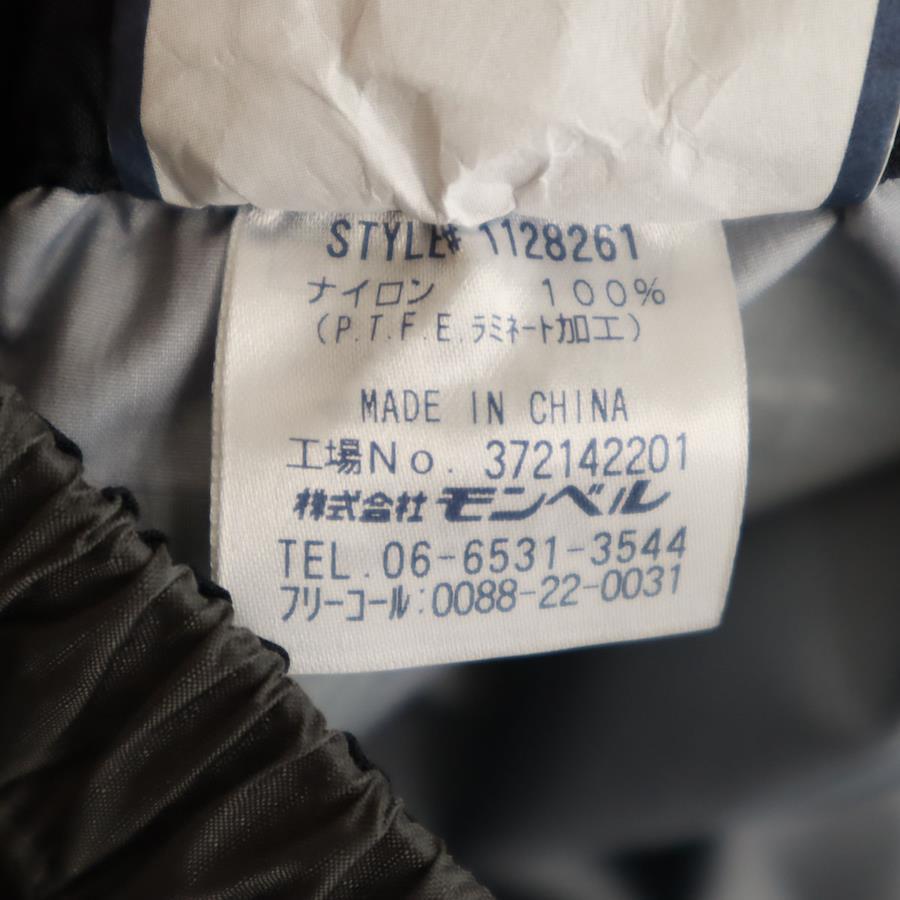 STYLE# 1128261
ナイロン 100%
(P.T.F.E.ラミネート加工)
MADE IN CHINA
工場No. 372142201
株式会社 モンベル
TEL.06-6531-3544
フリーコール:0088-22-0031